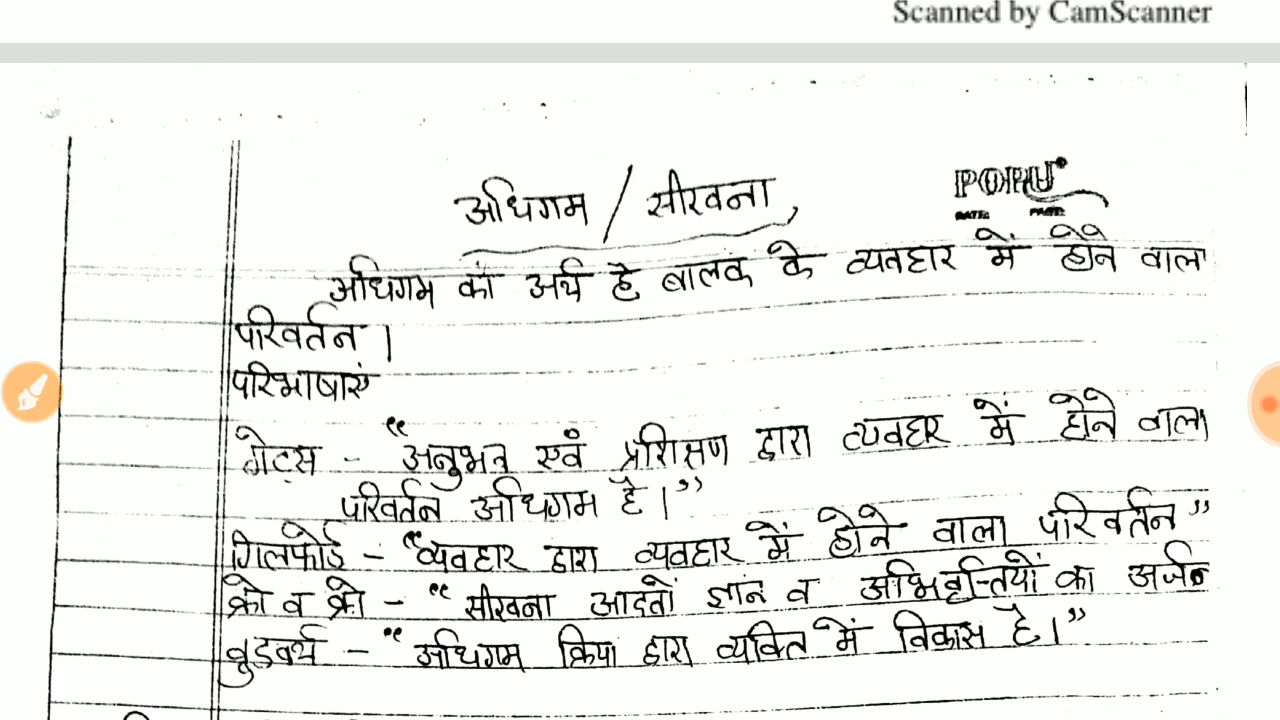 Scanned by CamScanner
POPU
DATE: PAGE:
अधिगम / सीखना
अधिगम का अर्थ है बालक के व्यवहार में होने वाला
परिवर्तन।
परिभाषाएं
गेट्स - "अनुभव एवं प्रशिक्षण द्वारा व्यवहार में होने वाला
परिवर्तन अधिगम है।"
गिलफोर्ड - "व्यवहार द्वारा व्यवहार में होने वाला परिवर्तन"
क्रो व क्रो - "सीखना आदतों ज्ञान व अभिवृत्तियों का अर्जन
वुडवर्थ - "अधिगम क्रिया द्वारा व्यक्ति में विकास है।"